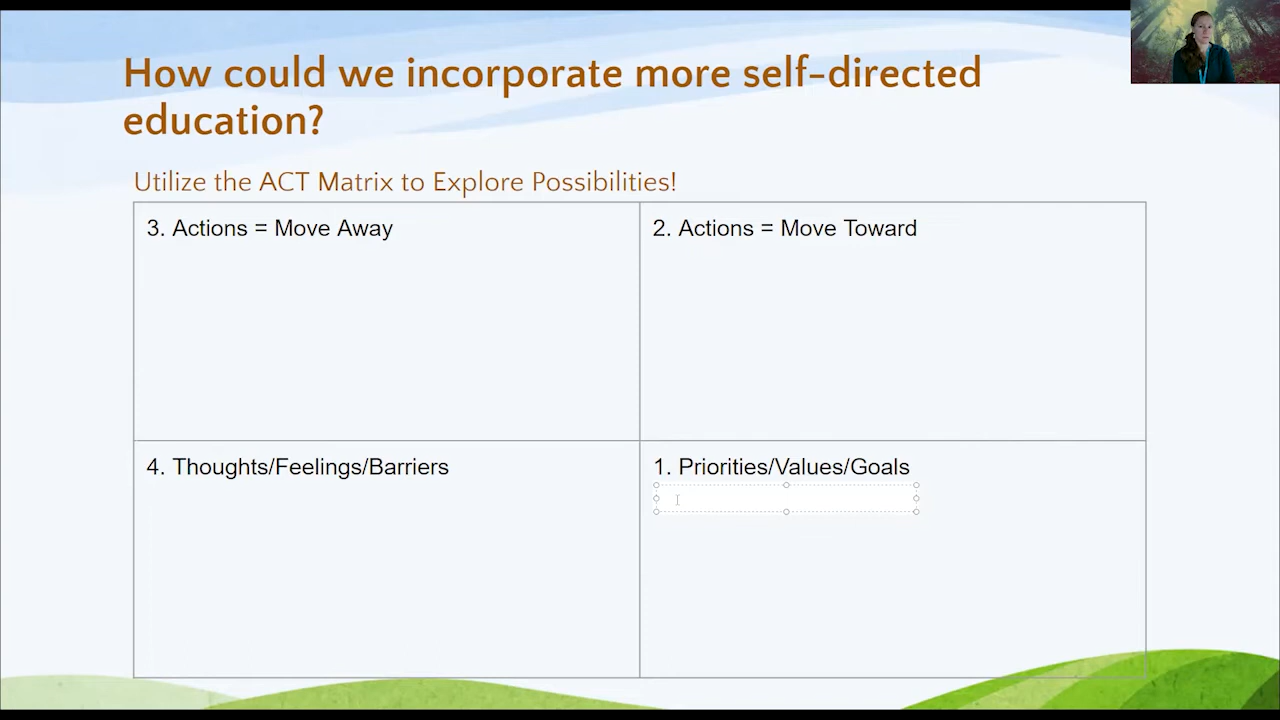 How could we incorporate more self-directed
education?
Utilize the ACT Matrix to Explore Possibilities!
3. Actions = Move Away
2. Actions = Move Toward
4. Thoughts/Feelings/Barriers
1. Priorities/Values/Goals